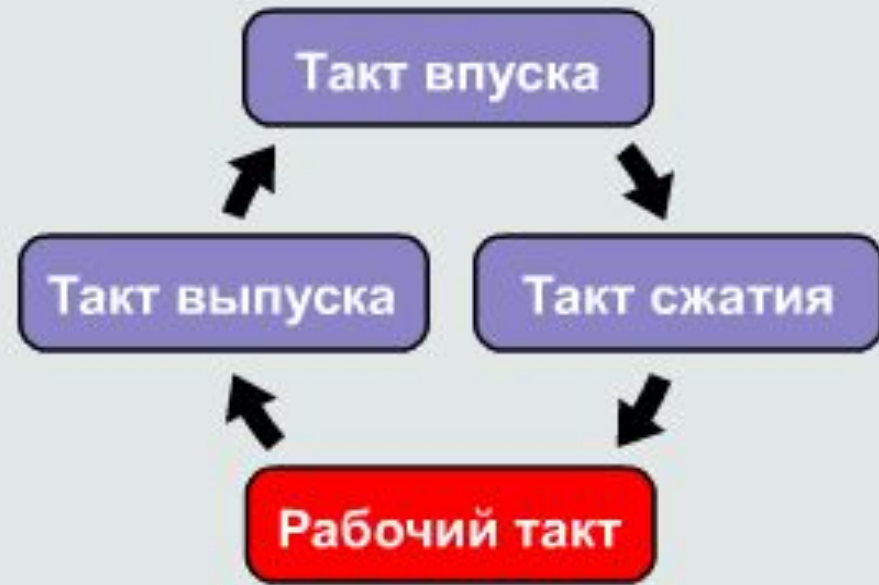 Такт впуска
Такт выпуска
Такт сжатия
Рабочий такт